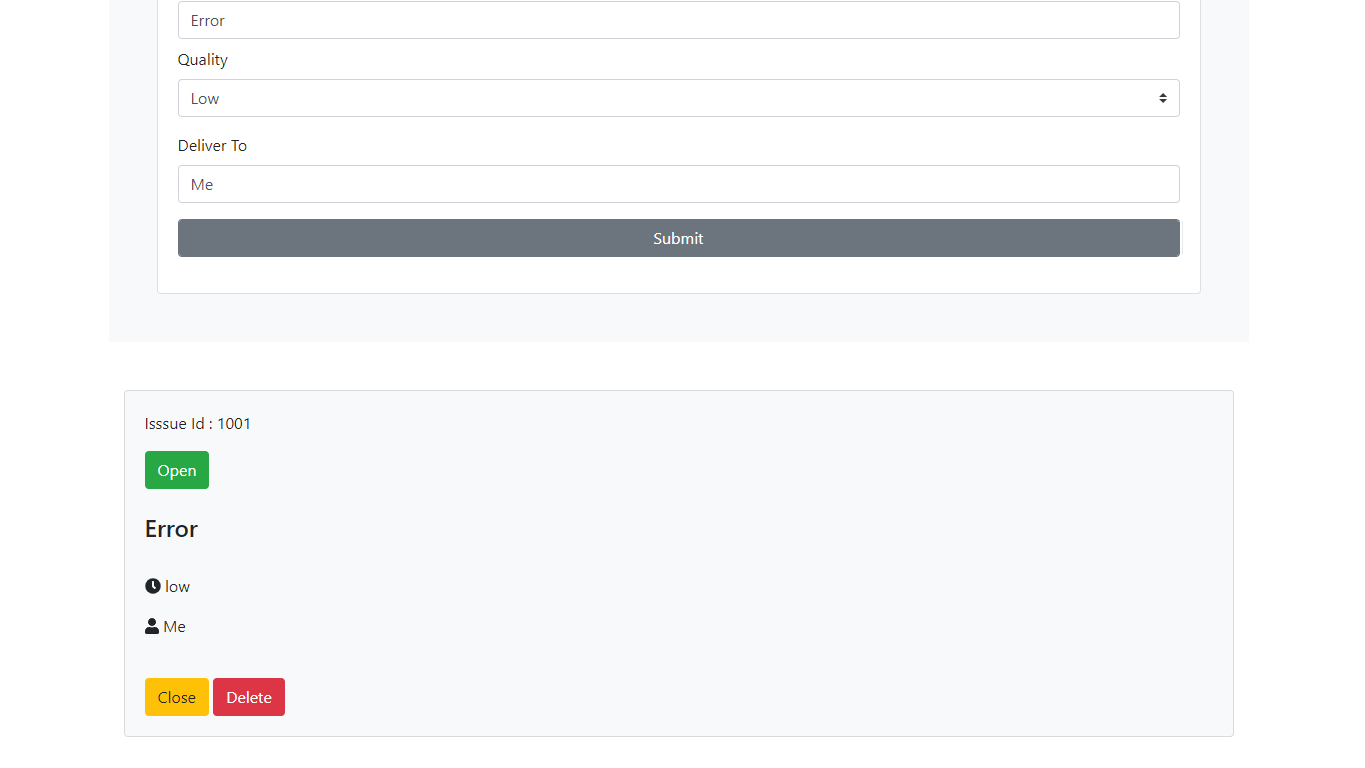 Error
Quality
Low
Deliver To
Me
Submit
Isssue Id : 1001
Open
Error
low
Me
Close Delete